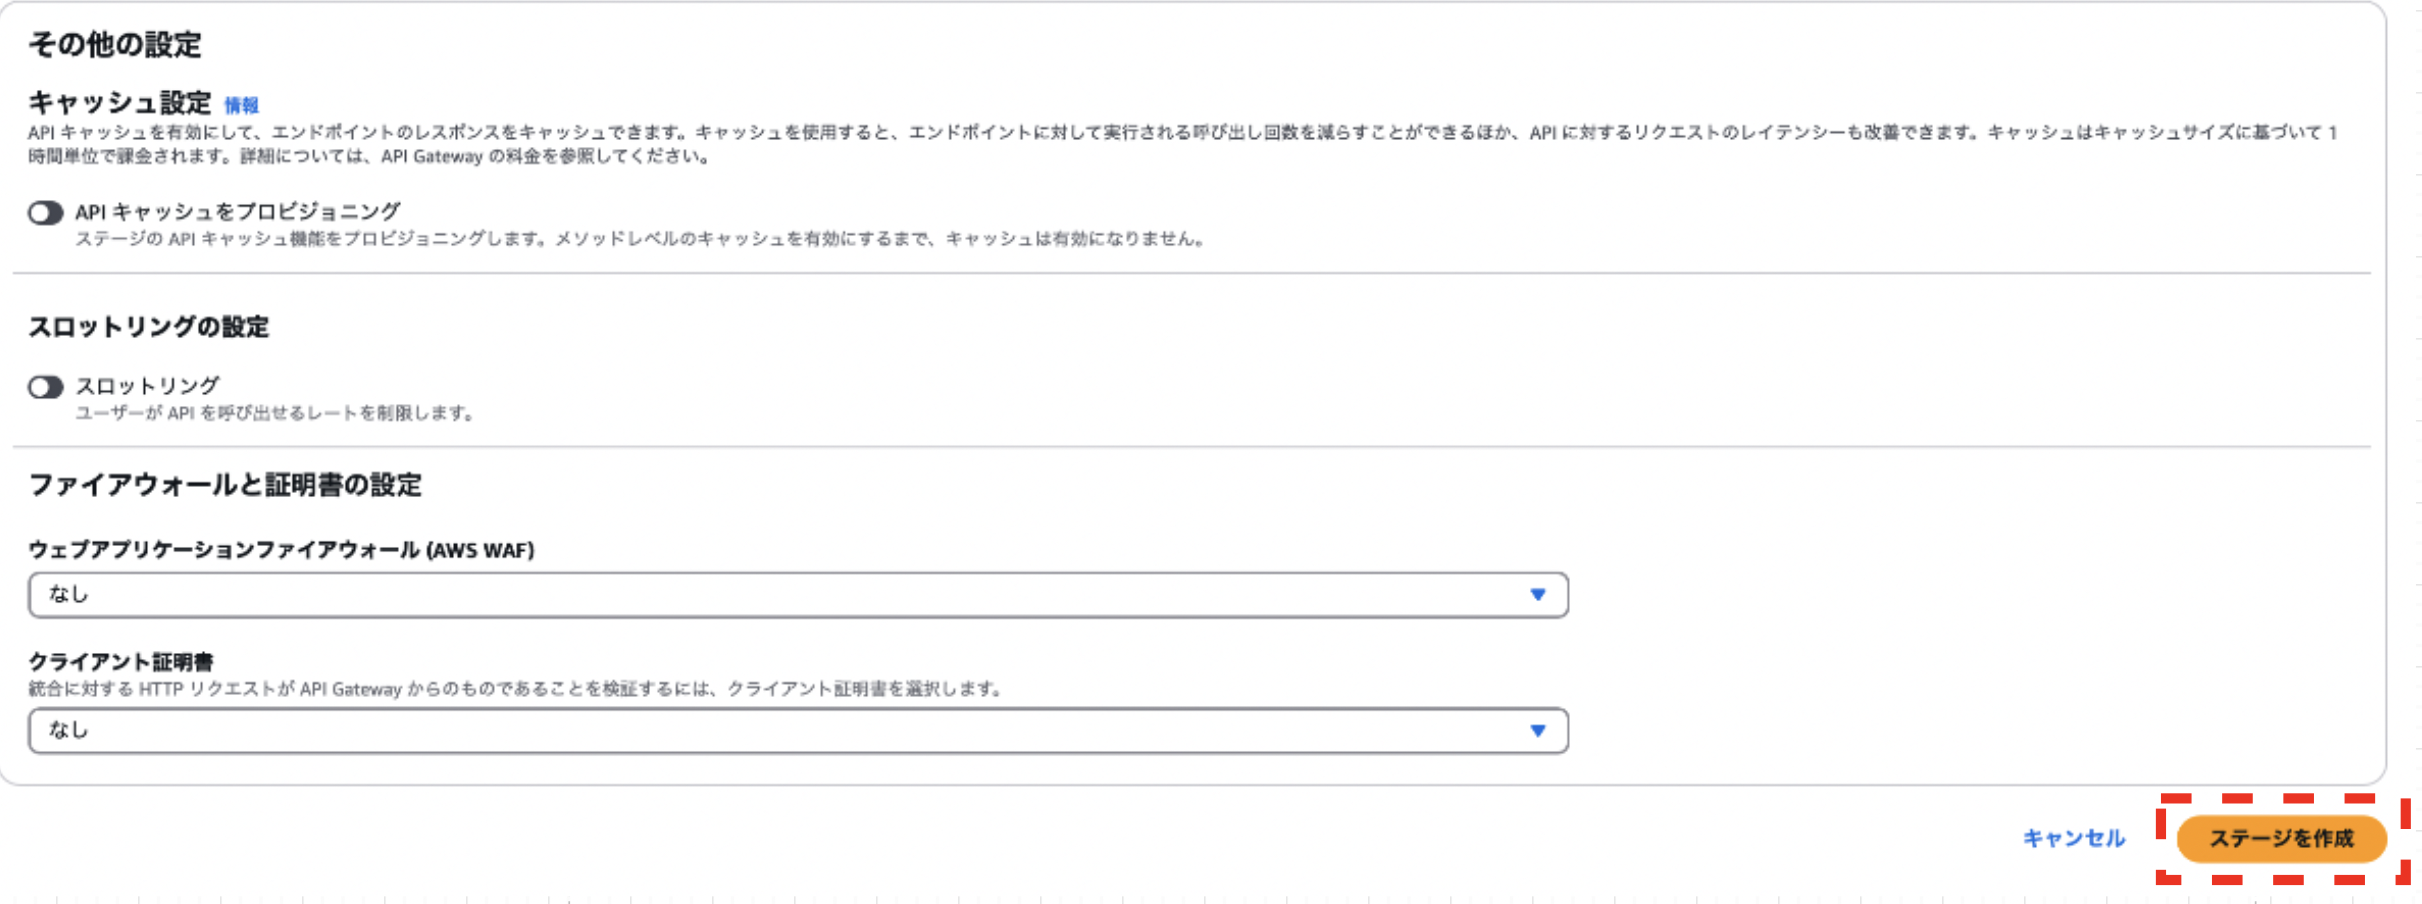 その他の設定
キャッシュ設定 情報
API キャッシュを有効にして、エンドポイントのレスポンスをキャッシュできます。キャッシュを使用すると、エンドポイントに対して実行される呼び出し回数を減らすことができるほか、API に対するリクエストのレイテンシーも改善できます。キャッシュはキャッシュサイズに基づいて 1
時間単位で課金されます。詳細については、API Gateway の料金を参照してください。
API キャッシュをプロビジョニング
ステージの API キャッシュ機能をプロビジョニングします。メソッドレベルのキャッシュを有効にするまで、キャッシュは有効になりません。
スロットリングの設定
スロットリング
ユーザーが API を呼び出せるレートを制限します。
ファイアウォールと証明書の設定
ウェブアプリケーションファイアウォール (AWS WAF)
なし
クライアント証明書
統合に対する HTTP リクエストが API Gateway からのものであることを検証するには、クライアント証明書を選択します。
なし
キャンセル ステージを作成